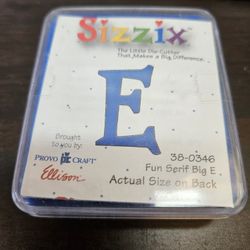 Sizzix
The Little Die Cutter
That Makes a Big Difference.
E
Brought
to you by:
PROVO CRAFT
Ellison
38-0346
Fun Serif Big E
Actual Size on Back